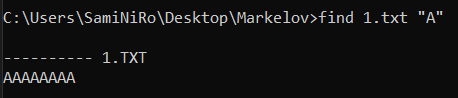 C:\Users\SamiNiRo\Desktop\Markelov>find 1.txt "A"
---------- 1.TXT
AAAAAAAA